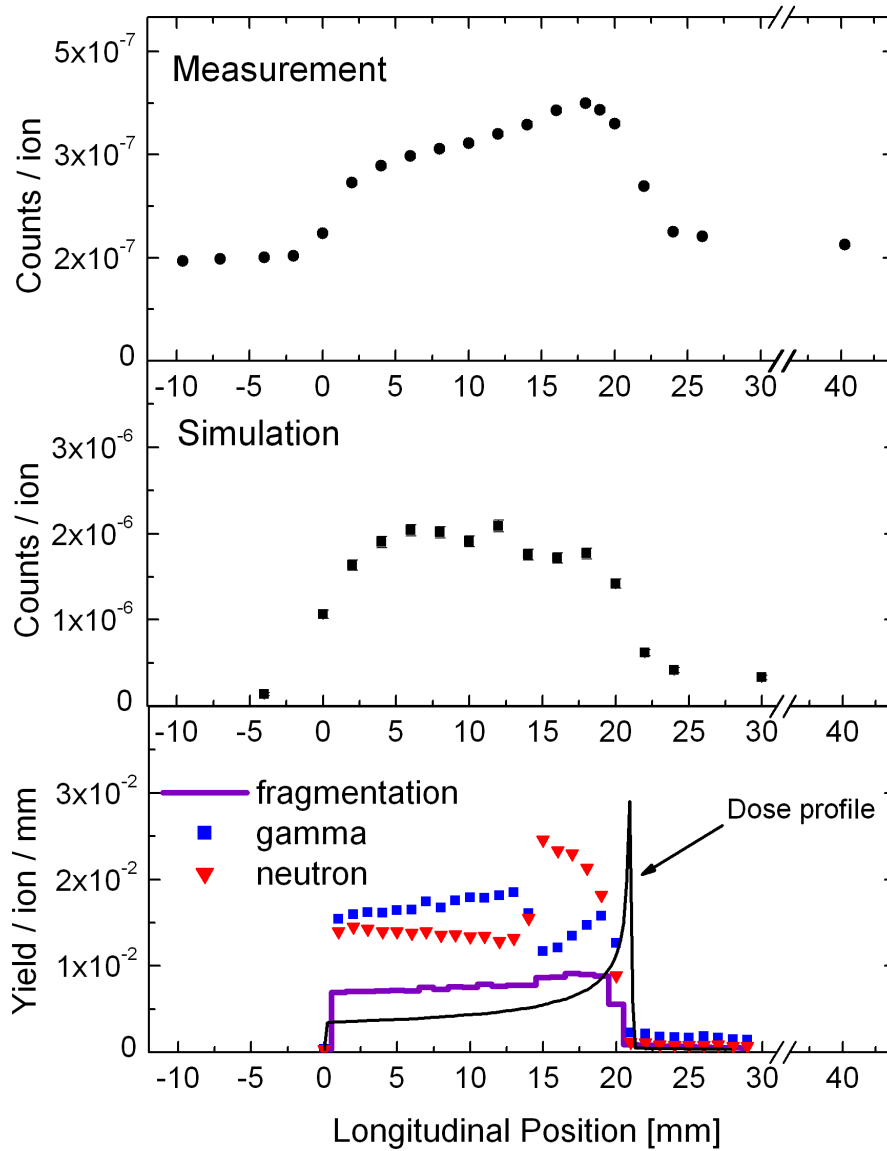 Measurement
Counts / ion
5x10⁻⁷
3x10⁻⁷
2x10⁻⁷
0
-10 -5 0 5 10 15 20 25 30 40
Simulation
Counts / ion
3x10⁻⁶
2x10⁻⁶
1x10⁻⁶
0
-10 -5 0 5 10 15 20 25 30 40
fragmentation
gamma
neutron
Dose profile
Yield / ion / mm
3x10⁻²
2x10⁻²
1x10⁻²
0
-10 -5 0 5 10 15 20 25 30 40
Longitudinal Position [mm]